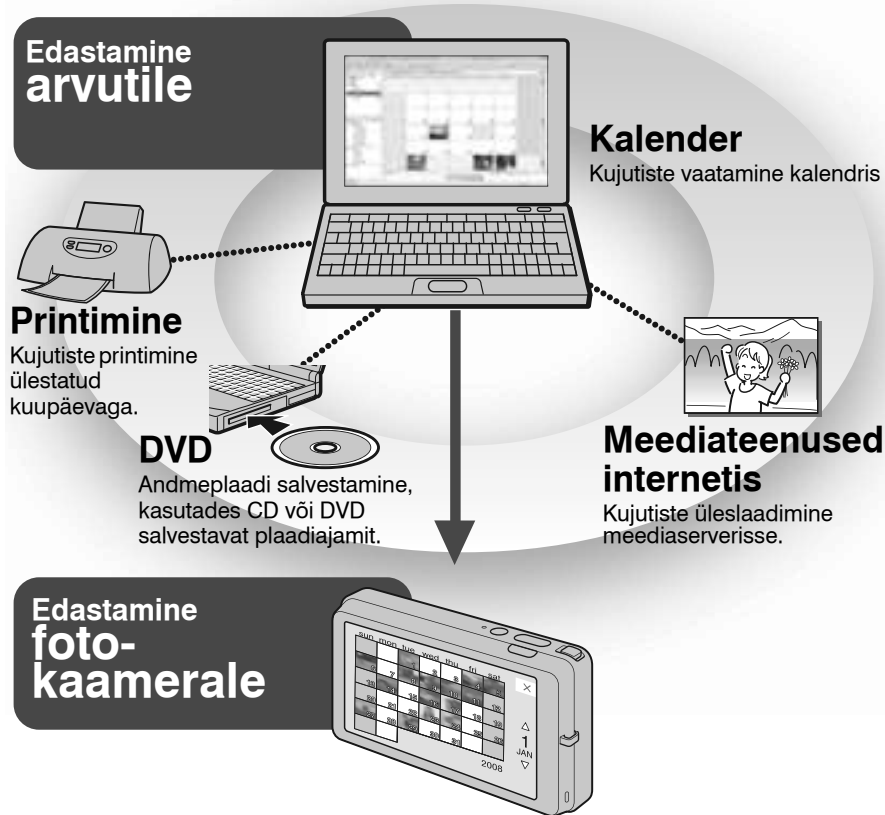 Edastamine
arvutile
Kalender
Kujutiste vaatamine kalendris
Printimine
Kujutiste printimine
ülestatud
kuupäevaga.
DVD
Andmeplaadi salvestamine,
kasutades CD või DVD
salvestavat plaadiajamit.
Meediateenused
internetis
Kujutiste üleslaadimine
meediaserverisse.
Edastamine
foto-
kaamerale
sun mon tue wed thu fri sat
1
JAN
2008